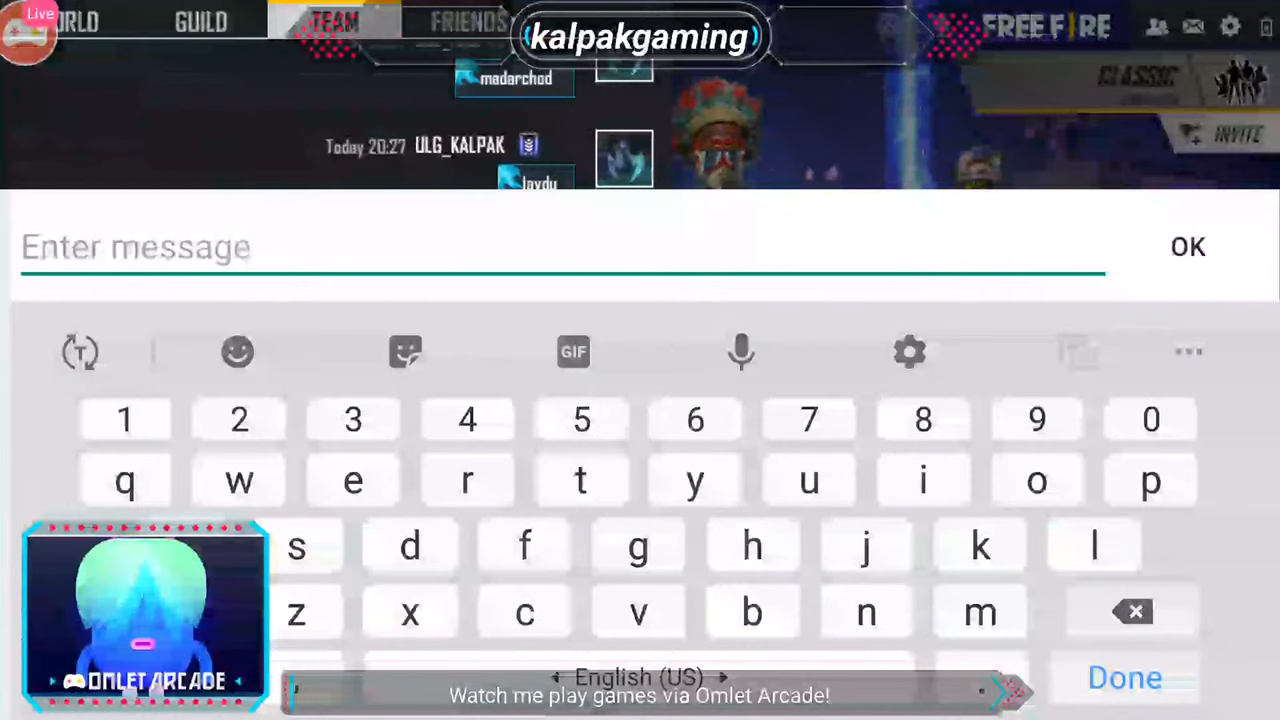 Live
ORLD GUILD TEAM FRIENDS kalpakgaming FREE FIRE
madarchod CLASSIC
Today 20:27 ULG_KALPAK INVITE
Enter message OK
GIF
1 2 3 4 5 6 7 8 9 0
q w e r t y u i o p
s d f g h j k l
z x c v b n m
English (US) Done
OMLET ARCADE
Watch me play games via Omlet Arcade!